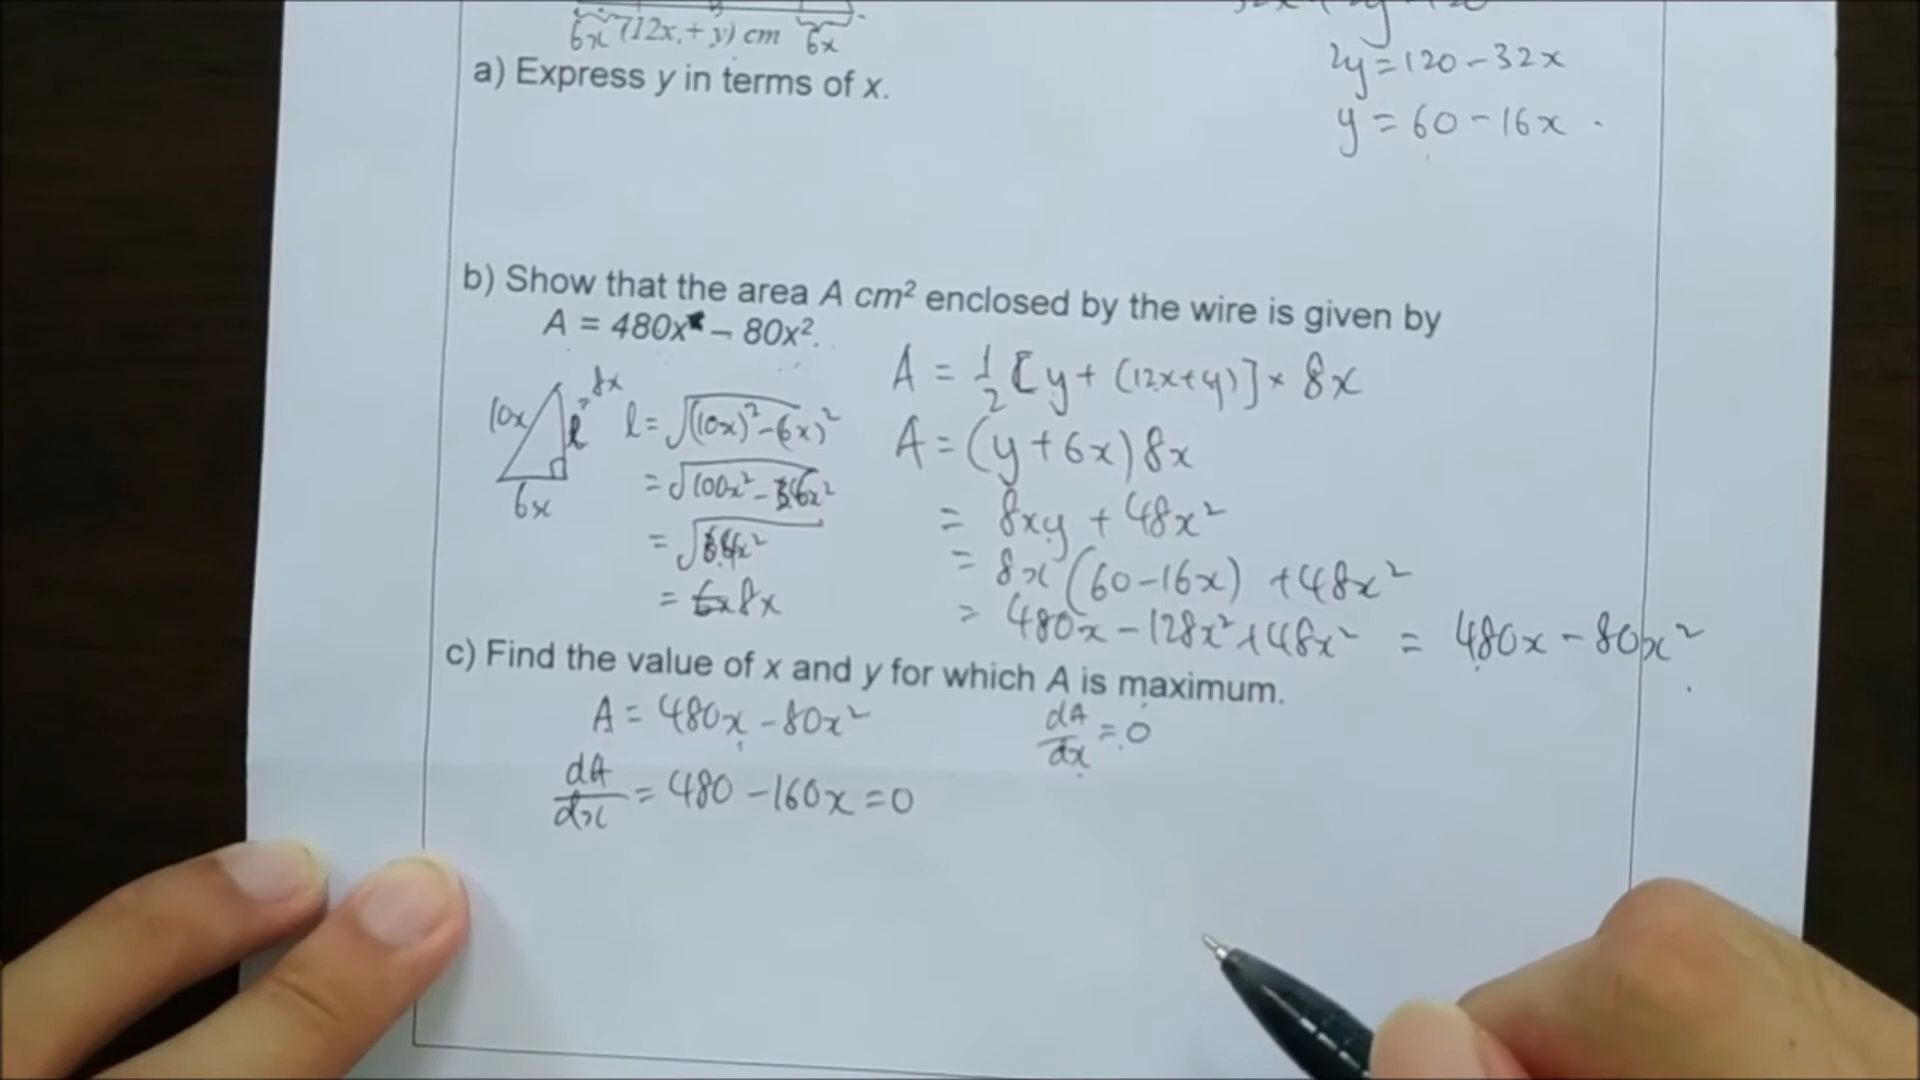 6x (12x + y) cm 6x
2y = 120 - 32x
a) Express y in terms of x.
y = 60 - 16x
b) Show that the area A cm² enclosed by the wire is given by
A = 480x - 80x².
10x l = 8x
6x
l = √(10x)² - (6x)²
= √100x² - 36x²
= √64x²
= 8x
A = 1/2 [y + (12x + y)] × 8x
A = (y + 6x) 8x
= 8xy + 48x²
= 8x (60 - 16x) + 48x²
= 480x - 128x² + 48x² = 480x - 80x²
c) Find the value of x and y for which A is maximum.
A = 480x - 80x²
dA/dx = 0
dA/dx = 480 - 160x = 0